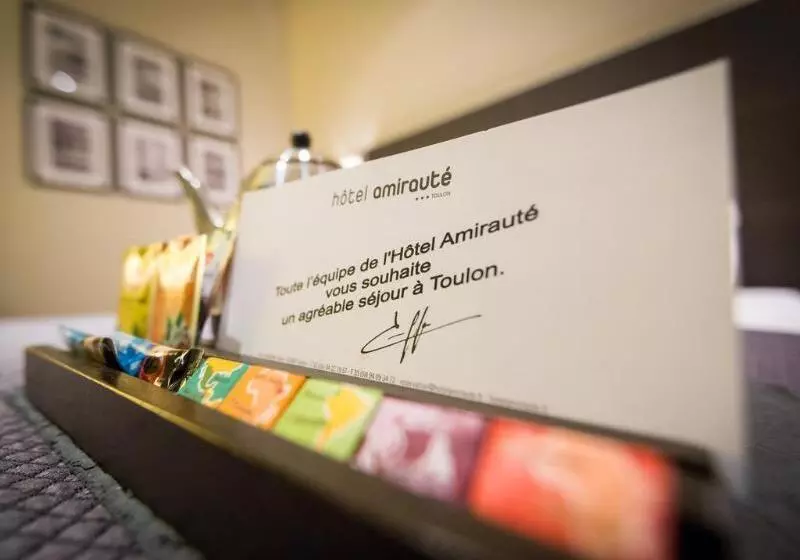 hôtel amirauté
*** TOULON
Toute l'équipe de l'Hôtel Amirauté
vous souhaite
un agréable séjour à Toulon.